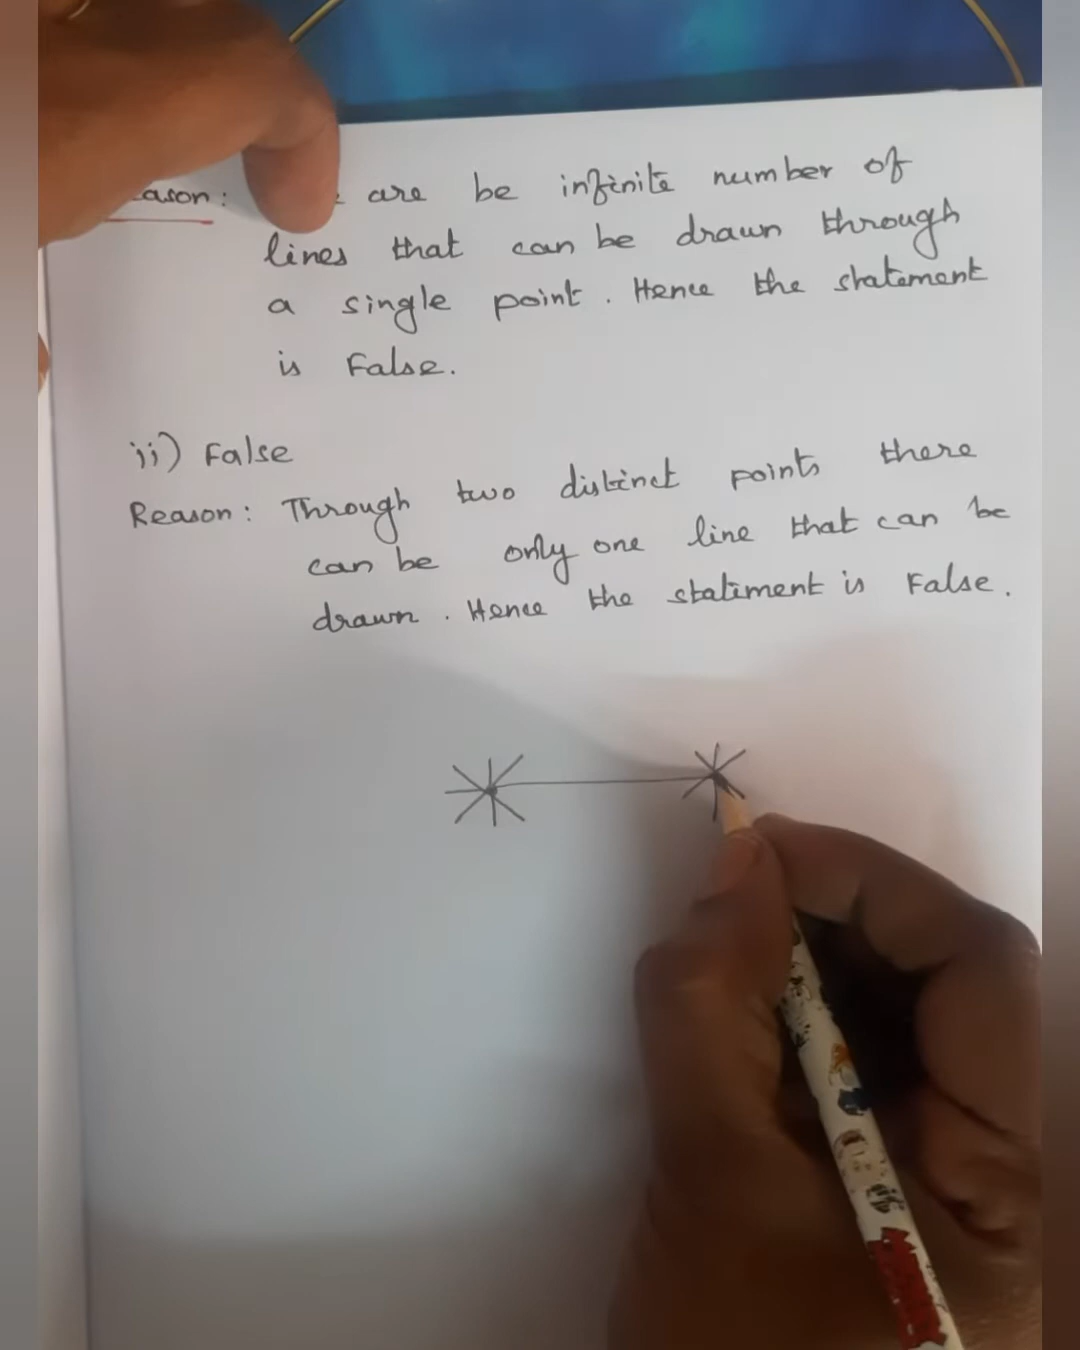 ason :
are be infinite number of
lines that can be drawn through
a single point. Hence the statement
is False.
ii) False
Reason : Through two distinct points there
can be only one line that can be
drawn. Hence the statiment is False.